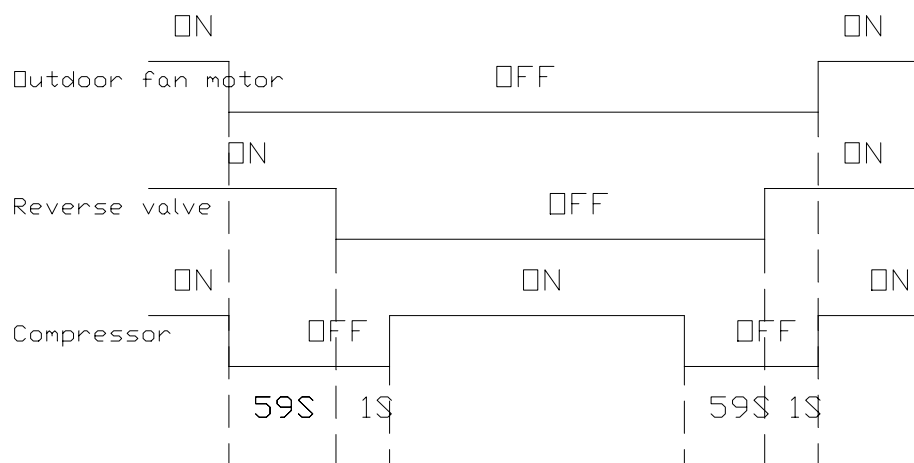 ON ON
Outdoor fan motor OFF
ON ON
Reverse valve OFF
ON ON ON
Compressor OFF OFF
59S 1S 59S 1S